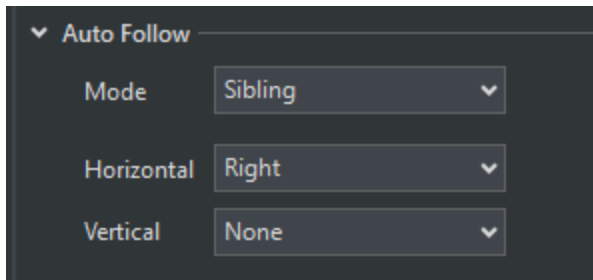 Auto Follow
Mode Sibling
Horizontal Right
Vertical None